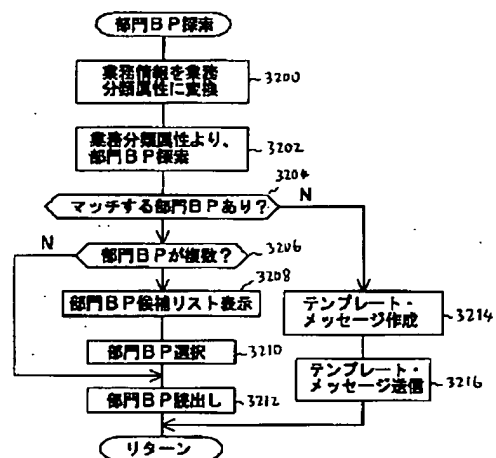 部門BP探索
業務情報を業務
分類属性に変換
3200
業務分類属性より、
部門BP探索
3202
3204
マッチする部門BPあり?
N
N
部門BPが複数?
3206
3208
部門BP候補リスト表示
テンプレート・
メッセージ作成
3214
部門BP選択
3210
テンプレート・
メッセージ送信
3216
部門BP読出し
3212
リターン